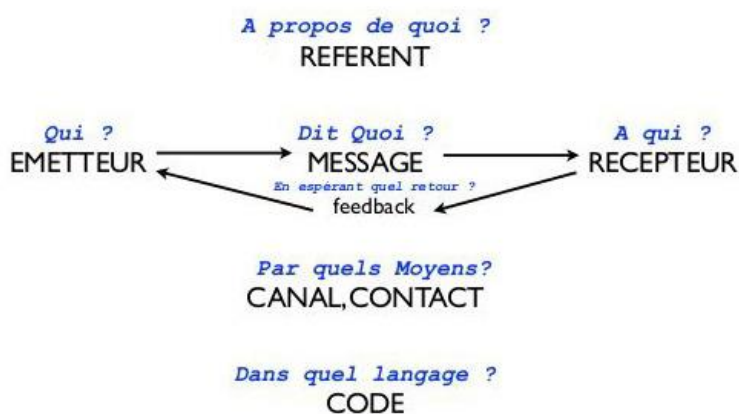 A propos de quoi ?
REFERENT
Qui ?
EMETTEUR
Dit Quoi ?
MESSAGE
A qui ?
RECEPTEUR
En espérant quel retour ?
feedback
Par quels Moyens?
CANAL,CONTACT
Dans quel langage ?
CODE